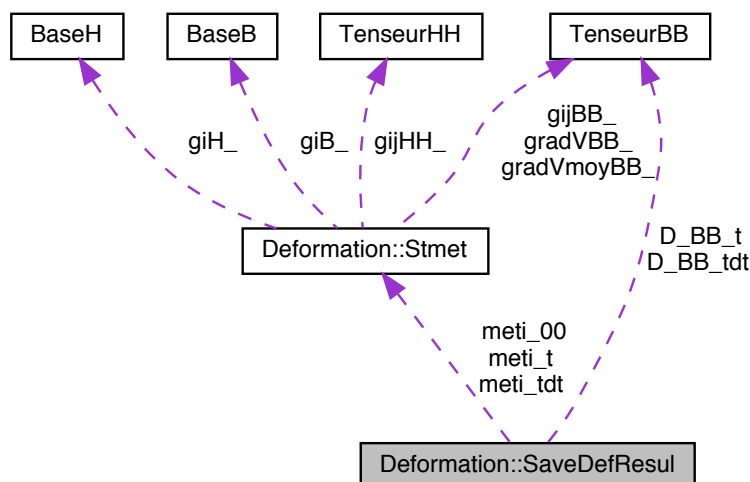 BaseH
BaseB
TenseurHH
TenseurBB
giH_
giB_
gijHH_
gijBB_
gradVBB_
gradVmoyBB_
Deformation::Stmet
D_BB_t
D_BB_tdt
meti_00
meti_t
meti_tdt
Deformation::SaveDefResul